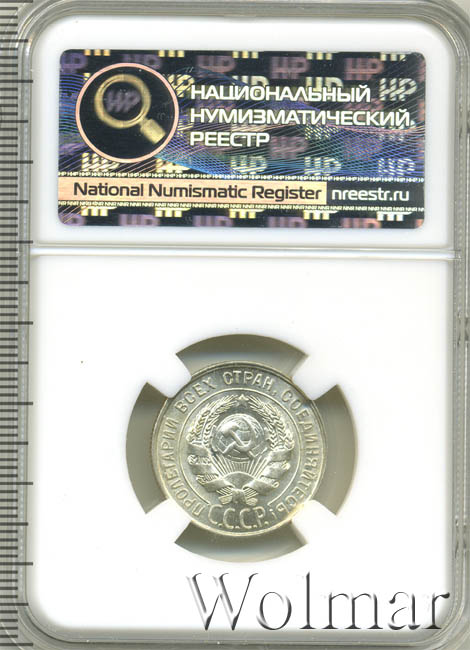 НАЦИОНАЛЬНЫЙ
НУМИЗМАТИЧЕСКИЙ
РЕЕСТР
National Numismatic Register nreestr.ru
ПРОЛЕТАРИИ ВСЕХ СТРАН, СОЕДИНЯЙТЕСЬ!
С.С.С.Р.
Wolmar